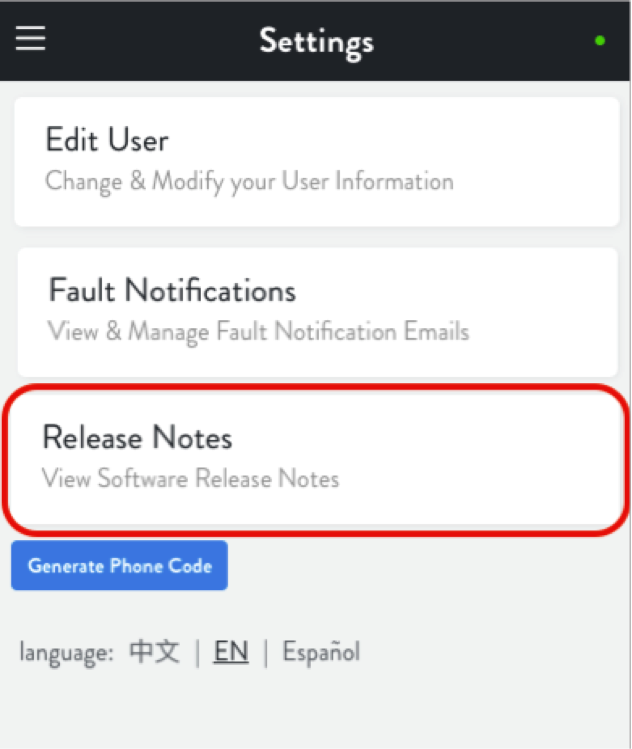 Settings
Edit User
Change & Modify your User Information
Fault Notifications
View & Manage Fault Notification Emails
Release Notes
View Software Release Notes
Generate Phone Code
language: 中文 | EN | Español